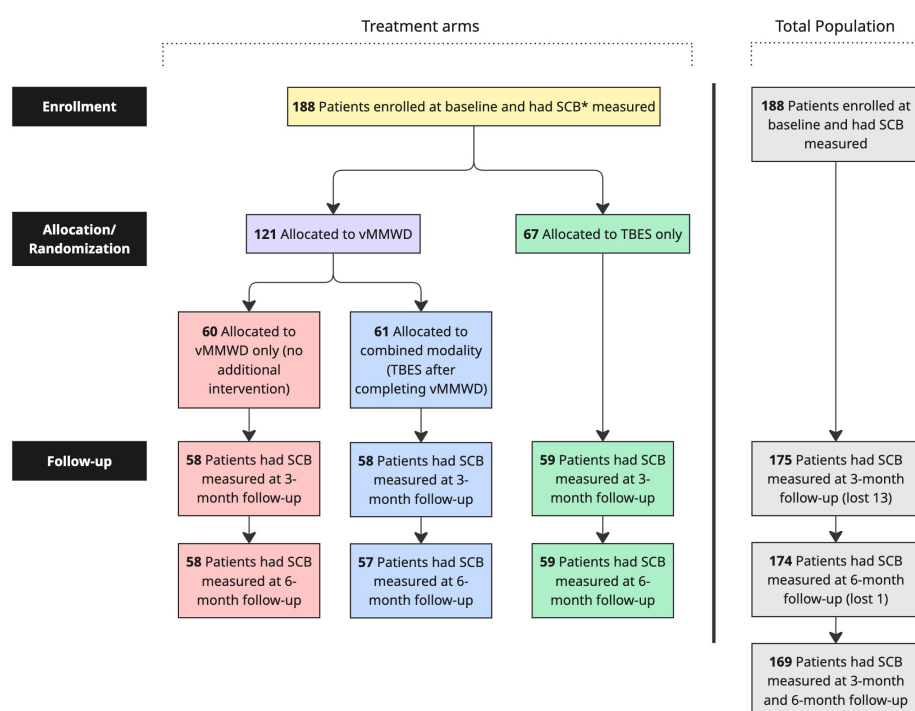 Treatment arms
Total Population
Enrollment
188 Patients enrolled at baseline and had SCB* measured
188 Patients enrolled at
baseline and had SCB
measured
Allocation/
Randomization
121 Allocated to vMMWD
67 Allocated to TBES only
60 Allocated to
vMMWD only (no
additional
intervention)
61 Allocated to
combined modality
(TBES after
completing vMMWD)
Follow-up
58 Patients had SCB
measured at 3-
month follow-up
58 Patients had SCB
measured at 3-
month follow-up
59 Patients had SCB
measured at 3-
month follow-up
175 Patients had SCB
measured at 3-month
follow-up (lost 13)
58 Patients had SCB
measured at 6-
month follow-up
57 Patients had SCB
measured at 6-
month follow-up
59 Patients had SCB
measured at 6-
month follow-up
174 Patients had SCB
measured at 6-month
follow-up (lost 1)
169 Patients had SCB
measured at 3-month
and 6-month follow-up